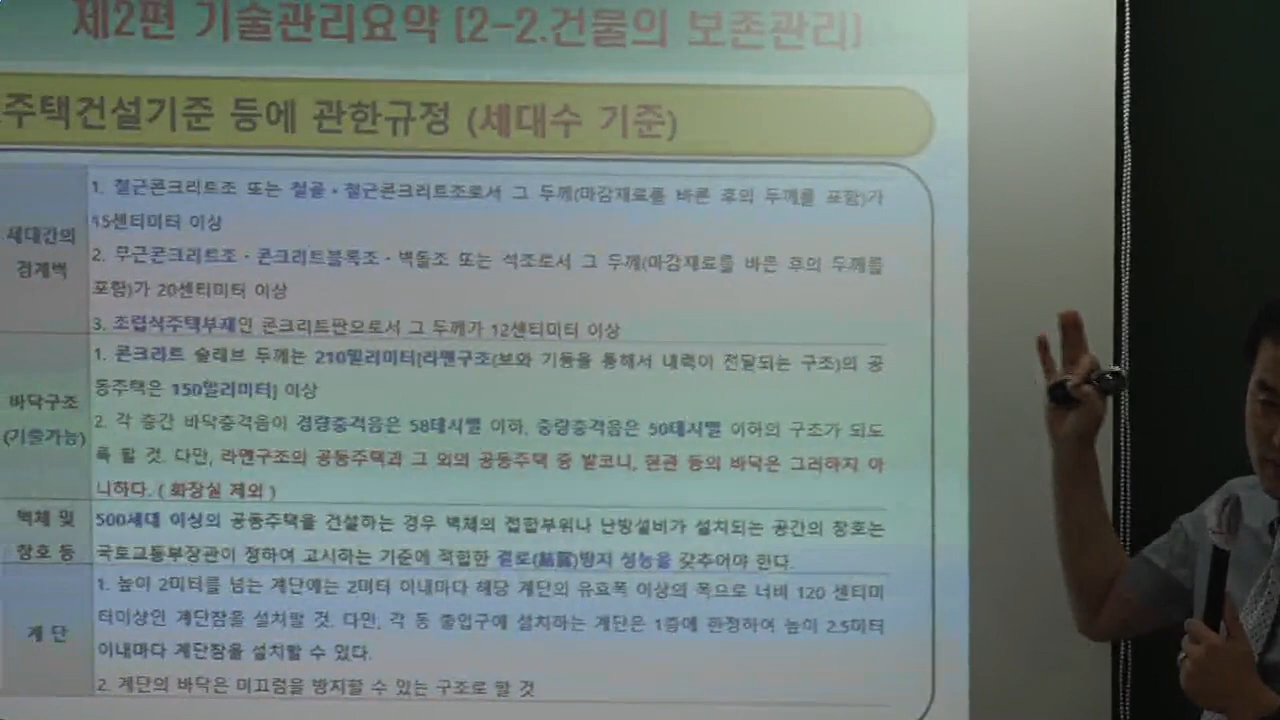 제2편 기술관리요약 [2-2.건물의 보존관리]
주택건설기준 등에 관한규정 (세대수 기준)
세대간의 경계벽
1. 철근콘크리트조 또는 철골·철근콘크리트조로서 그 두께(마감재료를 바른 후의 두께를 포함)가
15센티미터 이상
2. 무근콘크리트조·콘크리트블록조·벽돌조 또는 석조로서 그 두께(마감재료를 바른 후의 두께를
포함)가 20센티미터 이상
3. 조립식주택부재인 콘크리트판으로서 그 두께가 12센티미터 이상
바닥구조
(기출가능)
1. 콘크리트 슬래브 두께는 210밀리미터[라멘구조(보와 기둥을 통해서 내력이 전달되는 구조)의 공
동주택은 150밀리미터] 이상
2. 각 층간 바닥충격음이 경량충격음은 58데시벨 이하, 중량충격음은 50데시벨 이하의 구조가 되도
록 할 것. 다만, 라멘구조의 공동주택과 그 외의 공동주택 중 발코니, 현관 등의 바닥은 그러하지 아
니하다. ( 화장실 제외 )
벽체 및
창호 등
500세대 이상의 공동주택을 건설하는 경우 벽체의 접합부위나 난방설비가 설치되는 공간의 창호는
국토교통부장관이 정하여 고시하는 기준에 적합한 결로(結露)방지 성능을 갖추어야 한다.
계 단
1. 높이 2미터를 넘는 계단에는 2미터 이내마다 해당 계단의 유효폭 이상의 폭으로 너비 120 센티미
터이상인 계단참을 설치할 것. 다만, 각 동 출입구에 설치하는 계단은 1층에 한정하여 높이 2.5미터
이내마다 계단참을 설치할 수 있다.
2. 계단의 바닥은 미끄럼을 방지할 수 있는 구조로 할 것